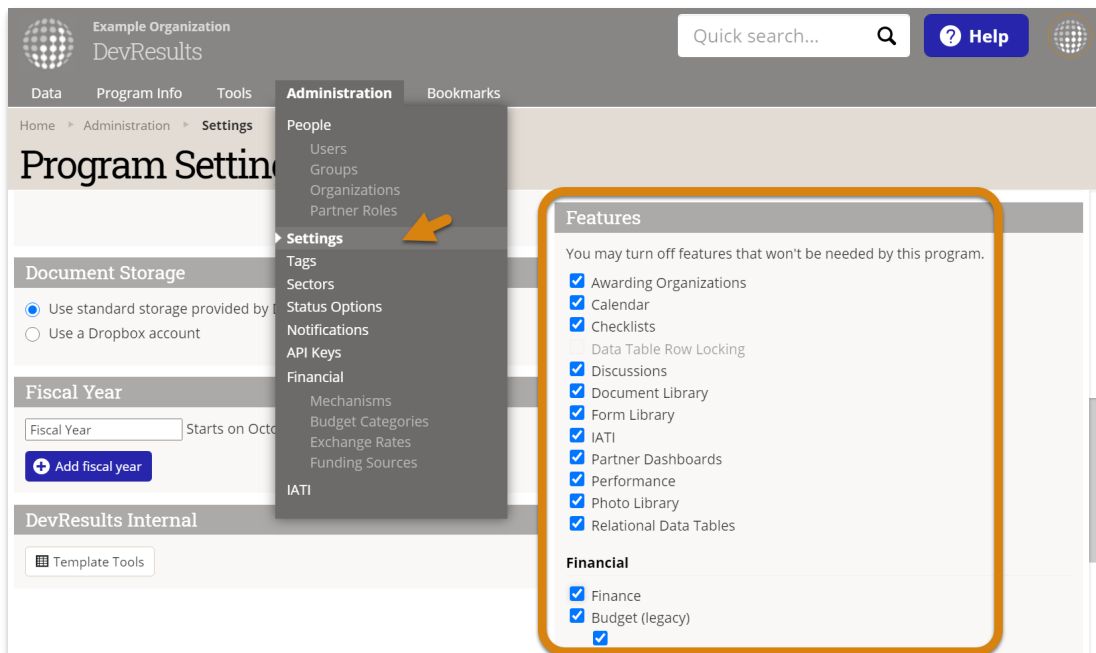 Example Organization
DevResults
Quick search...
Help
Data Program Info Tools Administration Bookmarks
Home Administration Settings
Program Settin
People
Users
Groups
Organizations
Partner Roles
Settings
Tags
Sectors
Status Options
Notifications
API Keys
Financial
Mechanisms
Budget Categories
Exchange Rates
Funding Sources
IATI
Document Storage
Use standard storage provided by
Use a Dropbox account
Fiscal Year
Fiscal Year Starts on Octo
Add fiscal year
DevResults Internal
Template Tools
Features
You may turn off features that won't be needed by this program.
Awarding Organizations
Calendar
Checklists
Data Table Row Locking
Discussions
Document Library
Form Library
IATI
Partner Dashboards
Performance
Photo Library
Relational Data Tables
Financial
Finance
Budget (legacy)